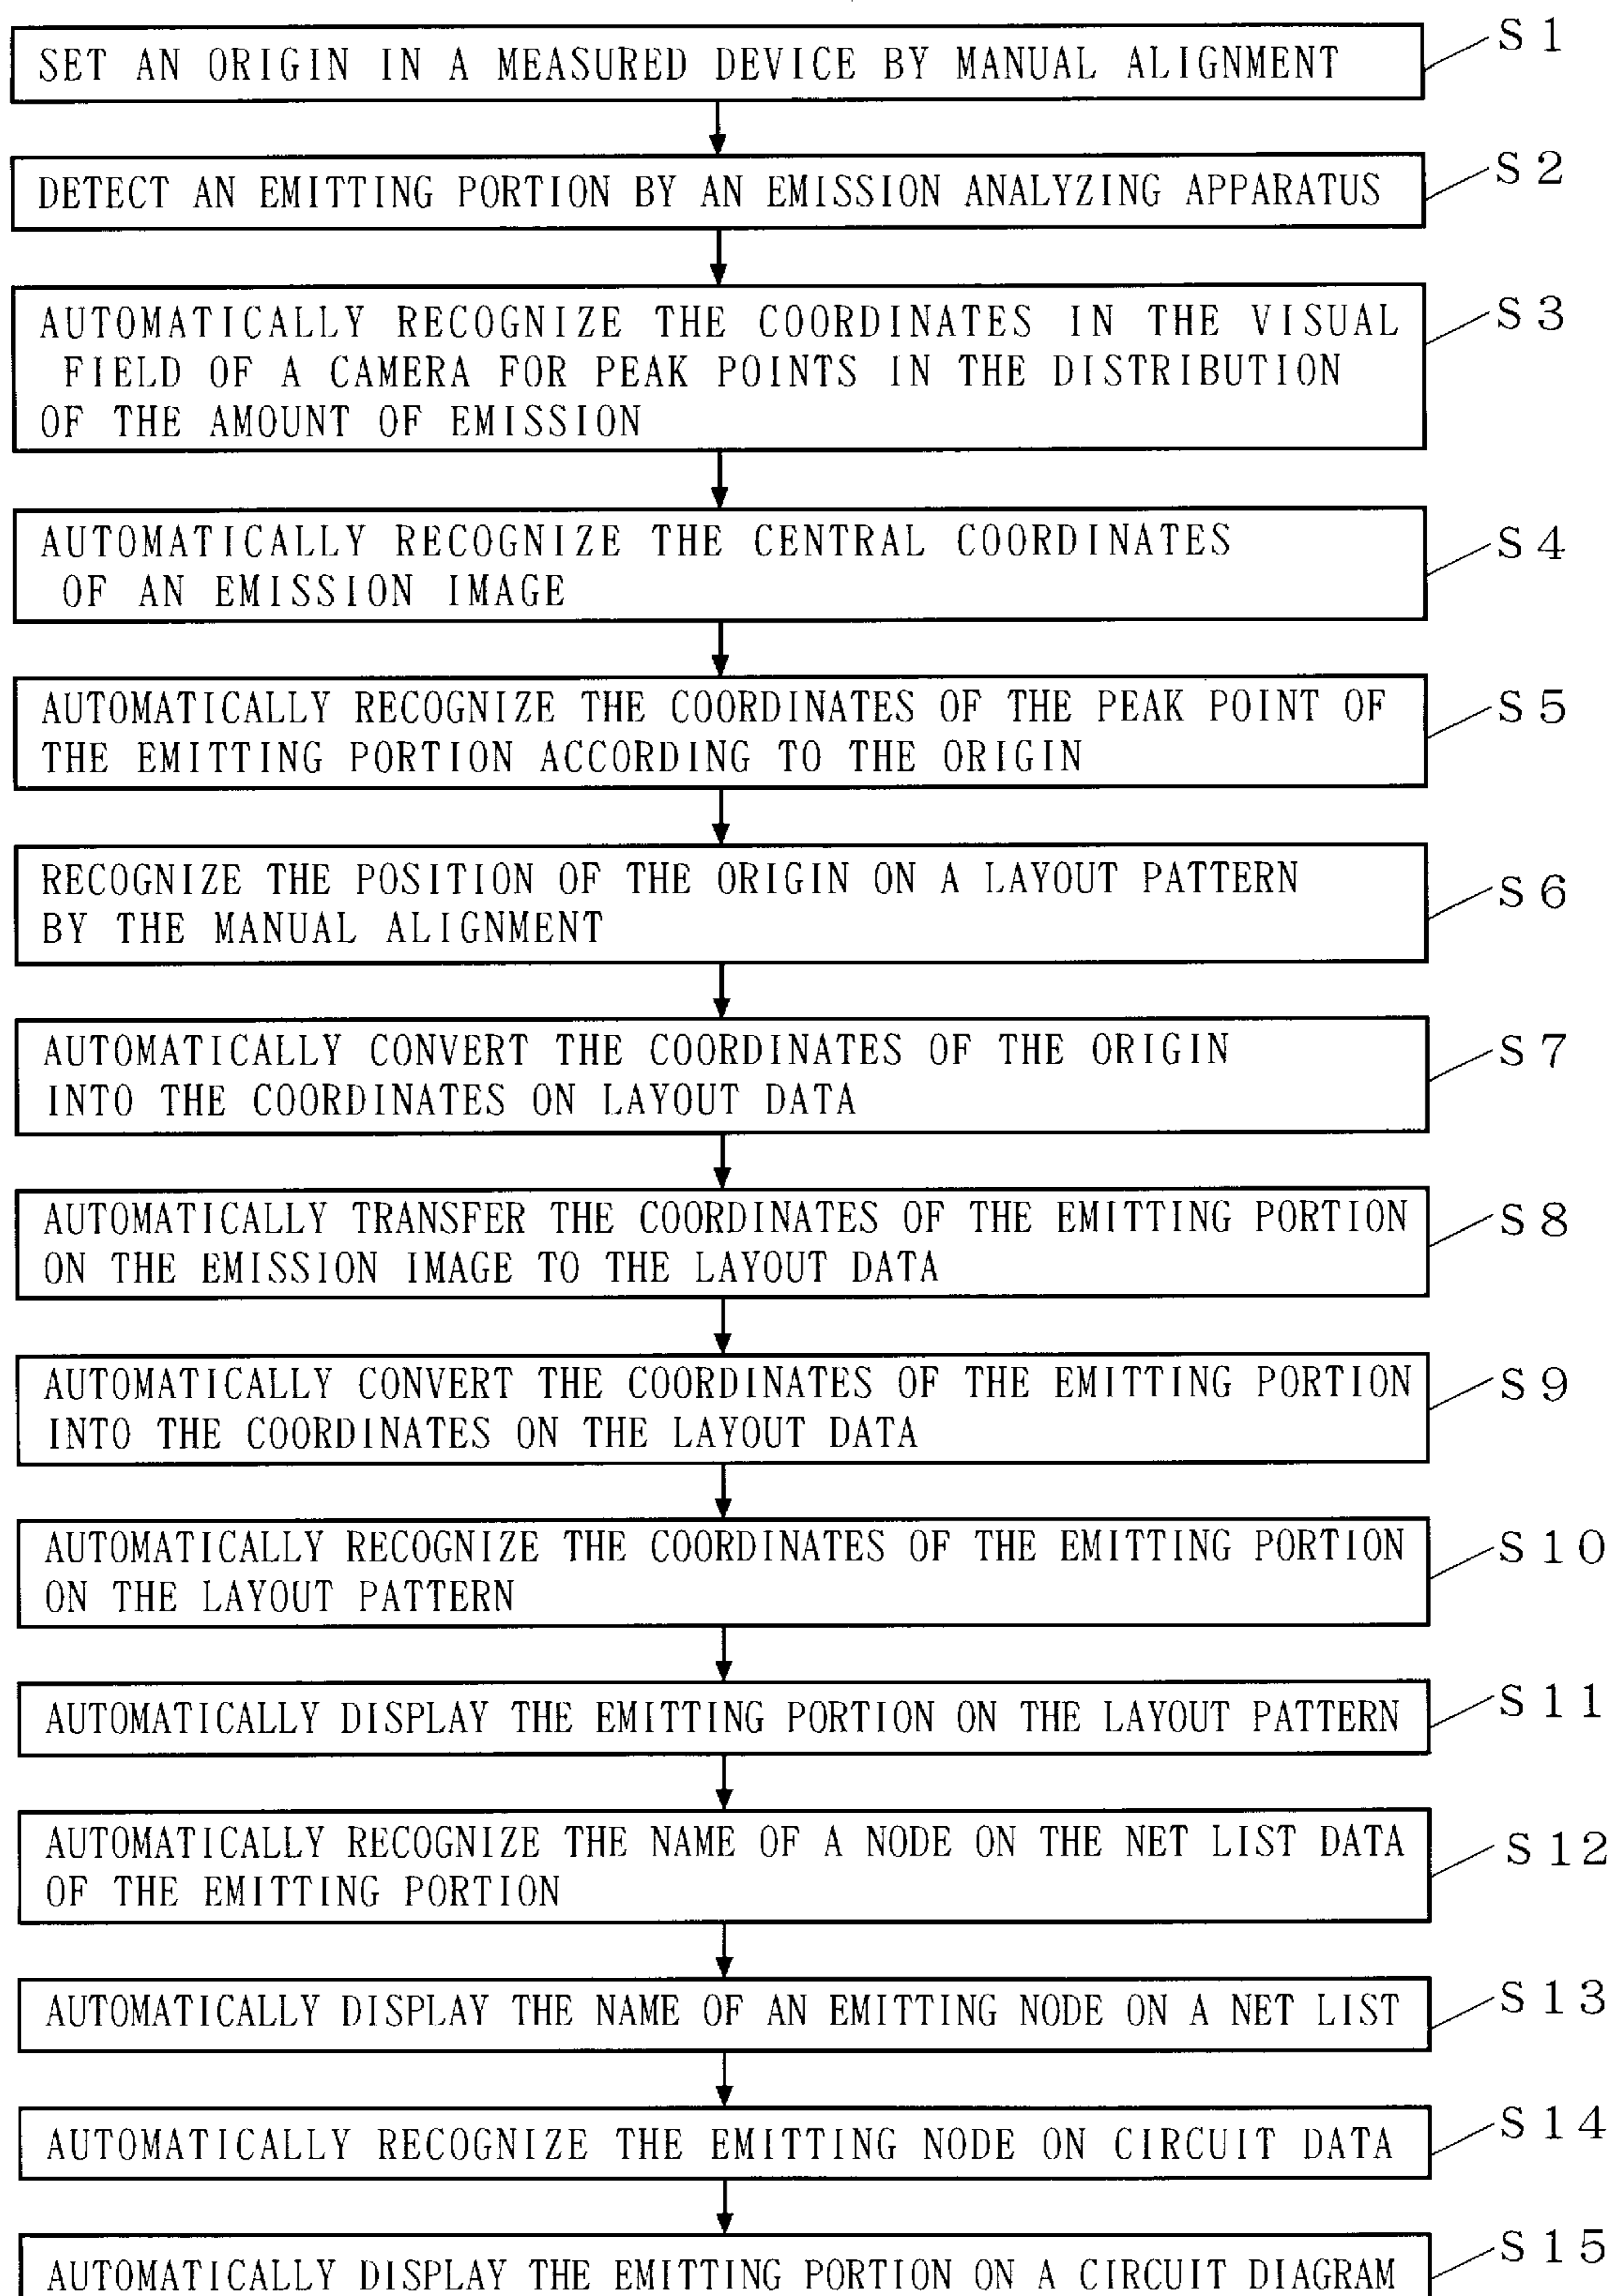 SET AN ORIGIN IN A MEASURED DEVICE BY MANUAL ALIGNMENT
S1
DETECT AN EMITTING PORTION BY AN EMISSION ANALYZING APPARATUS
S2
AUTOMATICALLY RECOGNIZE THE COORDINATES IN THE VISUAL
FIELD OF A CAMERA FOR PEAK POINTS IN THE DISTRIBUTION
OF THE AMOUNT OF EMISSION
S3
AUTOMATICALLY RECOGNIZE THE CENTRAL COORDINATES
OF AN EMISSION IMAGE
S4
AUTOMATICALLY RECOGNIZE THE COORDINATES OF THE PEAK POINT OF
THE EMITTING PORTION ACCORDING TO THE ORIGIN
S5
RECOGNIZE THE POSITION OF THE ORIGIN ON A LAYOUT PATTERN
BY THE MANUAL ALIGNMENT
S6
AUTOMATICALLY CONVERT THE COORDINATES OF THE ORIGIN
INTO THE COORDINATES ON LAYOUT DATA
S7
AUTOMATICALLY TRANSFER THE COORDINATES OF THE EMITTING PORTION
ON THE EMISSION IMAGE TO THE LAYOUT DATA
S8
AUTOMATICALLY CONVERT THE COORDINATES OF THE EMITTING PORTION
INTO THE COORDINATES ON THE LAYOUT DATA
S9
AUTOMATICALLY RECOGNIZE THE COORDINATES OF THE EMITTING PORTION
ON THE LAYOUT PATTERN
S10
AUTOMATICALLY DISPLAY THE EMITTING PORTION ON THE LAYOUT PATTERN
S11
AUTOMATICALLY RECOGNIZE THE NAME OF A NODE ON THE NET LIST DATA
OF THE EMITTING PORTION
S12
AUTOMATICALLY DISPLAY THE NAME OF AN EMITTING NODE ON A NET LIST
S13
AUTOMATICALLY RECOGNIZE THE EMITTING NODE ON CIRCUIT DATA
S14
AUTOMATICALLY DISPLAY THE EMITTING PORTION ON A CIRCUIT DIAGRAM
S15